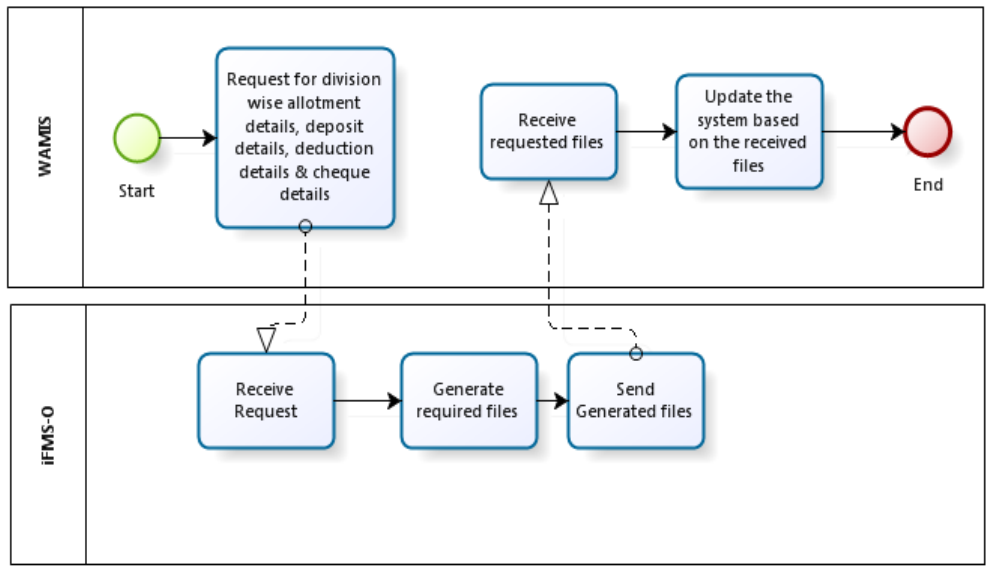 WAMIS
Start
Request for division
wise allotment
details, deposit
details, deduction
details & cheque
details
Receive
requested files
Update the
system based
on the received
files
End
iFMS-O
Receive
Request
Generate
required files
Send
Generated files